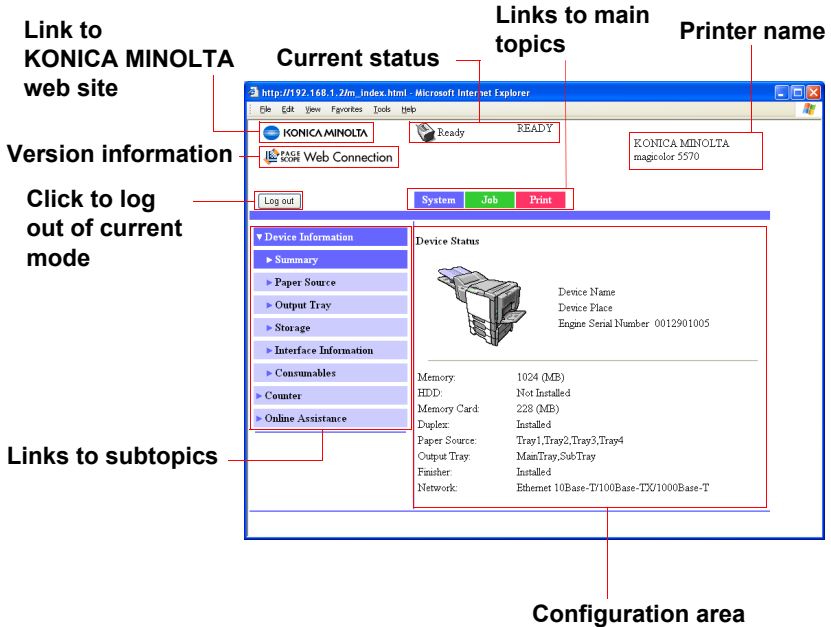 Link to
KONICA MINOLTA
web site
Current status
Links to main
topics
Printer name
Version information
Click to log
out of current
mode
Links to subtopics
Configuration area
http://192.168.1.2/m_index.html - Microsoft Internet Explorer
File Edit View Favorites Tools Help
KONICA MINOLTA
Ready
READY
KONICA MINOLTA
magicolor 5570
PAGE
SCOPE Web Connection
Log out
System Job Print
Device Information
Summary
Paper Source
Output Tray
Storage
Interface Information
Consumables
Counter
Online Assistance
Device Status
Device Name
Device Place
Engine Serial Number 0012901005
Memory: 1024 (MB)
HDD: Not Installed
Memory Card: 228 (MB)
Duplex: Installed
Paper Source: Tray1,Tray2,Tray3,Tray4
Output Tray: MainTray,SubTray
Finisher: Installed
Network: Ethernet 10Base-T/100Base-TX/1000Base-T